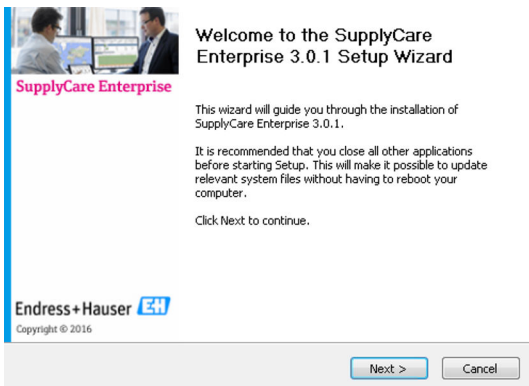 Welcome to the SupplyCare
Enterprise 3.0.1 Setup Wizard
SupplyCare Enterprise
This wizard will guide you through the installation of
SupplyCare Enterprise 3.0.1.
It is recommended that you close all other applications
before starting Setup. This will make it possible to update
relevant system files without having to reboot your
computer.
Click Next to continue.
Endress+Hauser EH
Copyright © 2016
Next >
Cancel